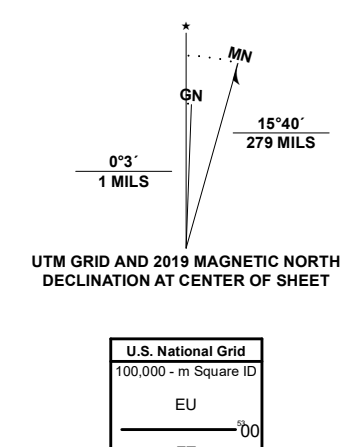 ★
MN
GN
15°40´
279 MILS
0°3´
1 MILS
UTM GRID AND 2019 MAGNETIC NORTH
DECLINATION AT CENTER OF SHEET
U.S. National Grid
100,000 - m Square ID
EU
5300